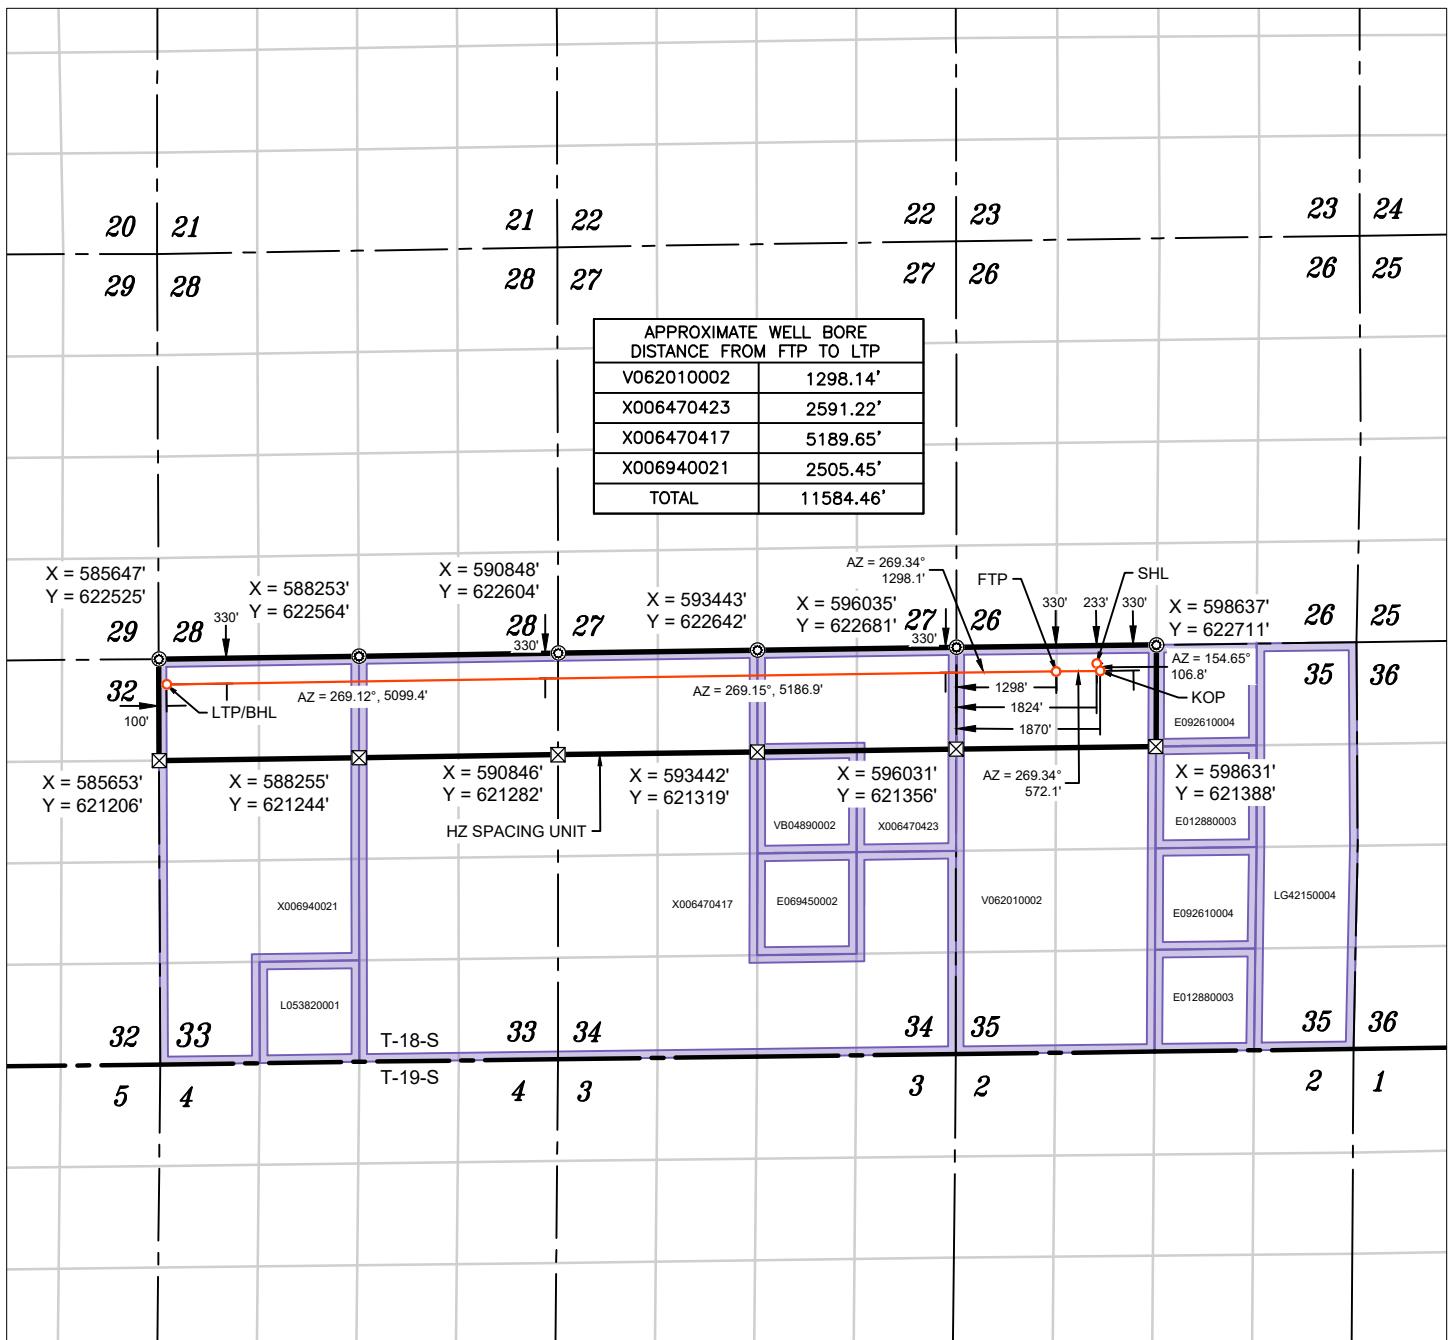 20 21
21 22
22 23
23 24
29 28
28 27
27 26
26 25
APPROXIMATE WELL BORE
DISTANCE FROM FTP TO LTP
V062010002 1298.14'
X006470423 2591.22'
X006470417 5189.65'
X006940021 2505.45'
TOTAL 11584.46'
X = 585647'
Y = 622525'
X = 588253'
Y = 622564'
X = 590848'
Y = 622604'
X = 593443'
Y = 622642'
X = 596035'
Y = 622681'
AZ = 269.34°
1298.1'
FTP
SHL
X = 598637'
Y = 622711'
330'
330'
330'
330'
233'
330'
29 28
28 27
27 26
26 25
32
35 36
AZ = 154.65°
106.8'
KOP
LTP/BHL
100'
AZ = 269.12°, 5099.4'
AZ = 269.15°, 5186.9'
1298'
1824'
1870'
E092610004
X = 585653'
Y = 621206'
X = 588255'
Y = 621244'
X = 590846'
Y = 621282'
X = 593442'
Y = 621319'
X = 596031'
Y = 621356'
AZ = 269.34°
572.1'
X = 598631'
Y = 621388'
HZ SPACING UNIT
VB04890002
X006470423
E012880003
X006940021
X006470417
E069450002
V062010002
E092610004
LG42150004
L053820001
E012880003
32 33
33 34
34 35
35 36
T-18-S
T-19-S
5 4
4 3
3 2
2 1